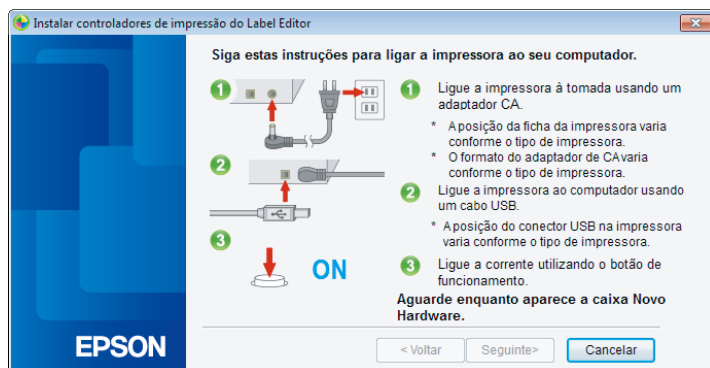 Instalar controladores de impressão do Label Editor
Siga estas instruções para ligar a impressora ao seu computador.
1
1
Ligue a impressora à tomada usando um
adaptador CA.
* A posição da ficha da impressora varia
conforme o tipo de impressora.
* O formato do adaptador de CA varia
conforme o tipo de impressora.
2
2
Ligue a impressora ao computador usando
um cabo USB.
* A posição do conector USB na impressora
varia conforme o tipo de impressora.
3
ON
3
Ligue a corrente utilizando o botão de
funcionamento.
Aguarde enquanto aparece a caixa Novo
Hardware.
EPSON
< Voltar
Seguinte>
Cancelar